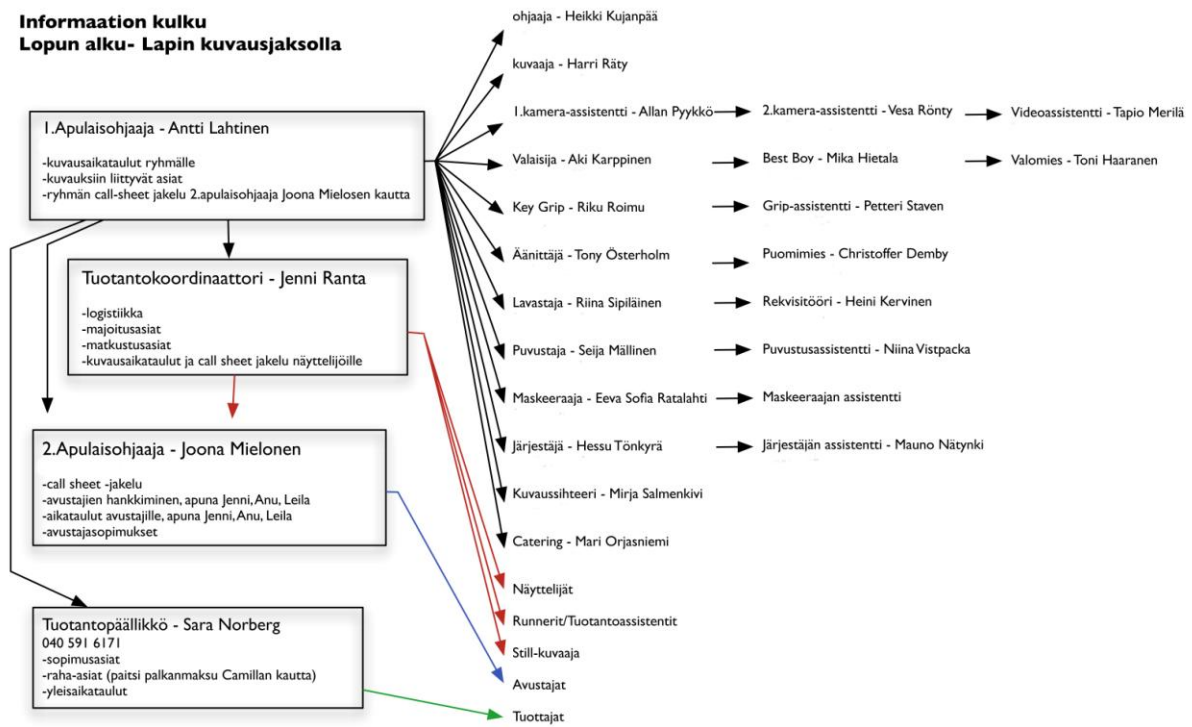 Informaation kulku
Lopun alku- Lapin kuvausjaksolla
1.Apulaisohjaaja - Antti Lahtinen
-kuvausaikataulut ryhmälle
-kuvauksiin liittyvät asiat
-ryhmän call-sheet jakelu 2.apulaisohjaaja Joona Mielosen kautta
Tuotantokoordinaattori - Jenni Ranta
-logistiikka
-majoitusasiat
-matkustusasiat
-kuvausaikataulut ja call sheet jakelu näyttelijöille
2.Apulaisohjaaja - Joona Mielonen
-call sheet -jakelu
-avustajien hankkiminen, apuna Jenni, Anu, Leila
-aikataulut avustajille, apuna Jenni, Anu, Leila
-avustajasopimukset
Tuotantopäällikkö - Sara Norberg
040 591 6171
-sopimusasiat
-raha-asiat (paitsi palkanmaksu Camillan kautta)
-yleisaikataulut
ohjaaja - Heikki Kujanpää
kuvaaja - Harri Räty
1.kamera-assistentti - Allan Pyykkö
2.kamera-assistentti - Vesa Rönty
Videoassistentti - Tapio Merilä
Valaisija - Aki Karppinen
Best Boy - Mika Hietala
Valomies - Toni Haaranen
Key Grip - Riku Roimu
Grip-assistentti - Petteri Staven
Äänittäjä - Tony Österholm
Puomimies - Christoffer Demby
Lavastaja - Riina Sipiläinen
Rekvisitööri - Heini Kervinen
Puvustaja - Seija Mällinen
Puvustusassistentti - Niina Vistpacka
Maskeeraaja - Eeva Sofia Ratalahti
Maskeeraajan assistentti
Järjestäjä - Hessu Tönkyrä
Järjestäjän assistentti - Mauno Nätynki
Kuvaussihteeri - Mirja Salmenkivi
Catering - Mari Orjasniemi
Näyttelijät
Runnerit/Tuotantoassistentit
Still-kuvaaja
Avustajat
Tuottajat